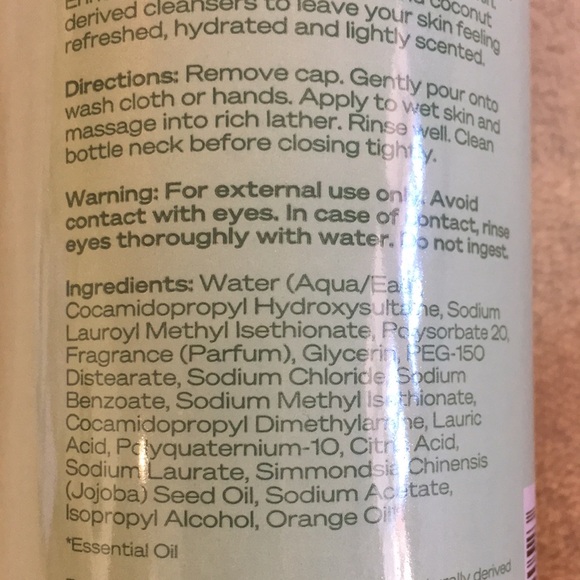 derived cleansers to leave your skin feeling
refreshed, hydrated and lightly scented.
Directions: Remove cap. Gently pour onto
wash cloth or hands. Apply to wet skin and
massage into rich lather. Rinse well. Clean
bottle neck before closing tightly.
Warning: For external use only. Avoid
contact with eyes. In case of contact, rinse
eyes thoroughly with water. Do not ingest.
Ingredients: Water (Aqua/Eau),
Cocamidopropyl Hydroxysultaine, Sodium
Lauroyl Methyl Isethionate, Polysorbate 20,
Fragrance (Parfum), Glycerin, PEG-150
Distearate, Sodium Chloride, Sodium
Benzoate, Sodium Methyl Isethionate,
Cocamidopropyl Dimethylamine, Lauric
Acid, Polyquaternium-10, Citric Acid,
Sodium Laurate, Simmondsia Chinensis
(Jojoba) Seed Oil, Sodium Acetate,
Isopropyl Alcohol, Orange Oil*
*Essential Oil
derived